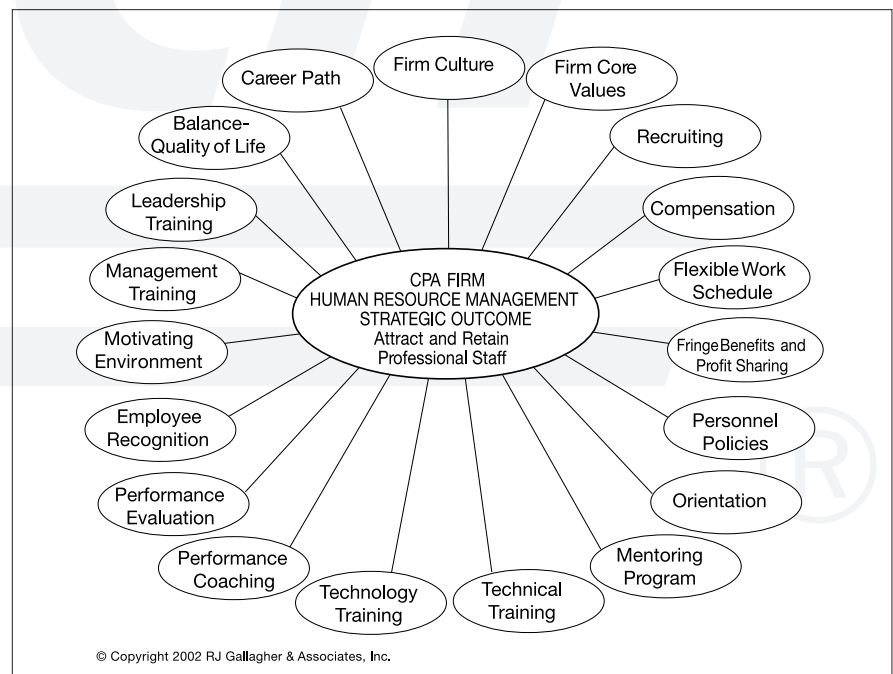 Firm Culture
Firm Core
Values
Recruiting
Compensation
Flexible Work
Schedule
Fringe Benefits and
Profit Sharing
Personnel
Policies
Orientation
Mentoring
Program
Technical
Training
Technology
Training
Performance
Coaching
Performance
Evaluation
Employee
Recognition
Motivating
Environment
Management
Training
Leadership
Training
Balance-
Quality of Life
Career Path
CPA FIRM
HUMAN RESOURCE MANAGEMENT
STRATEGIC OUTCOME
Attract and Retain
Professional Staff
®
© Copyright 2002 RJ Gallagher & Associates, Inc.